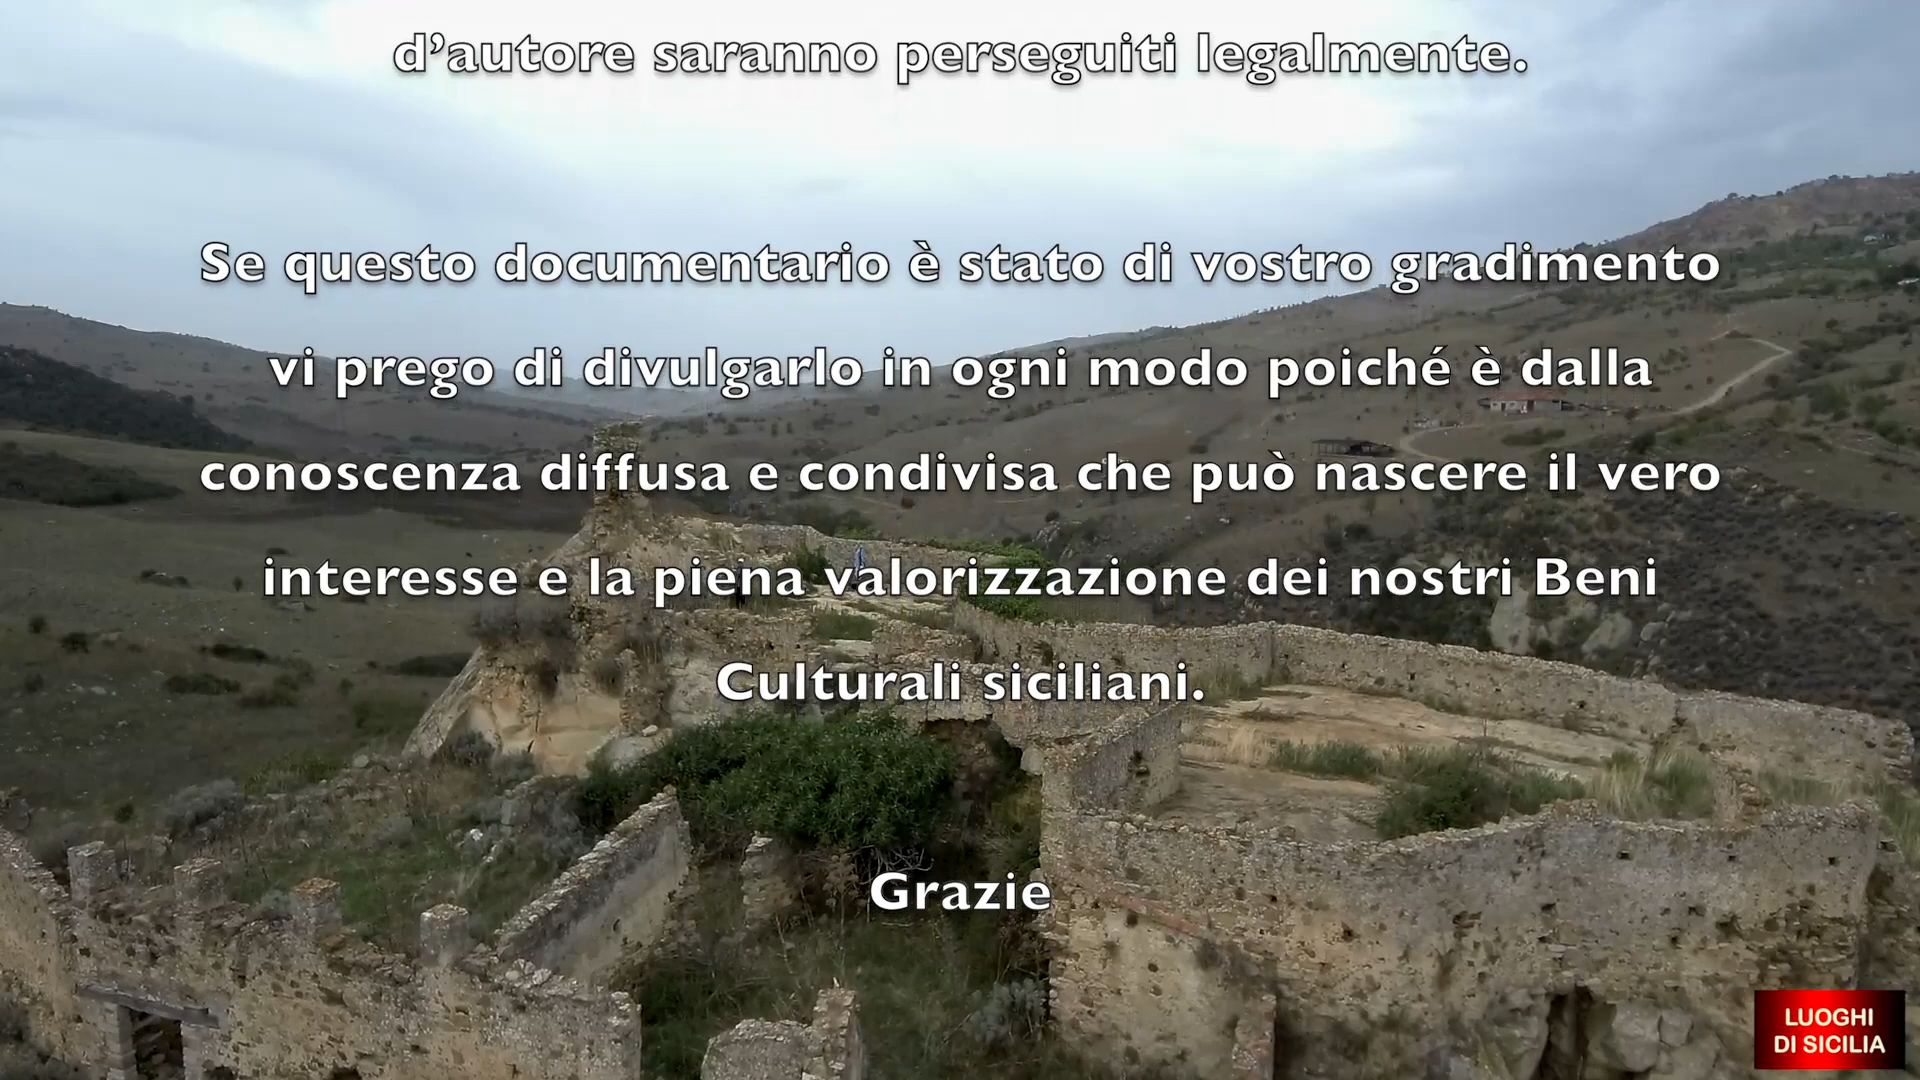 d’autore saranno perseguiti legalmente.
Se questo documentario è stato di vostro gradimento
vi prego di divulgarlo in ogni modo poiché è dalla
conoscenza diffusa e condivisa che può nascere il vero
interesse e la piena valorizzazione dei nostri Beni
Culturali siciliani.
Grazie
LUOGHI
DI SICILIA